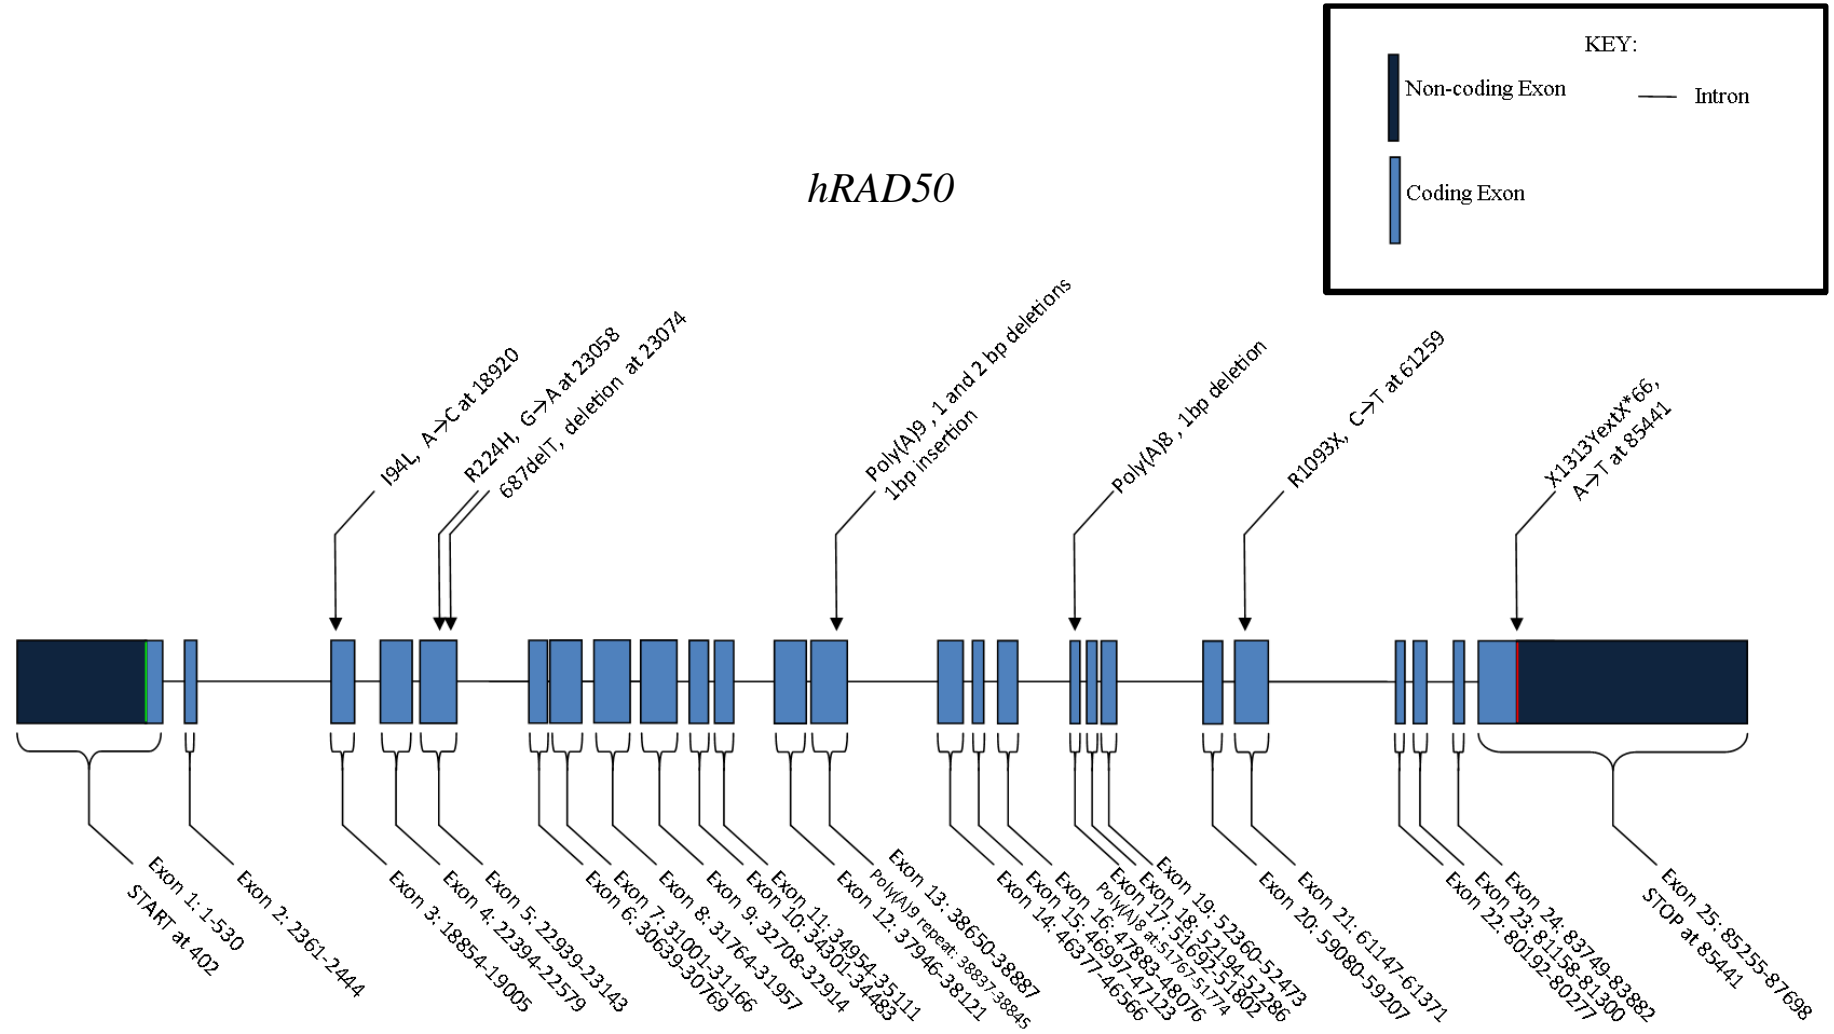 KEY:
Non-coding Exon
Intron
Coding Exon
hRAD50
I94L, A→C at 18920
R224H, G→A at 23058
687delT, deletion at 23074
Poly(A)9 , 1 and 2 bp deletions
1bp insertion
Poly(A)8 , 1bp deletion
R1093X, C→T at 61259
X1313YextX*66,
A→T at 85441
Exon 1: 1-530
START at 402
Exon 2: 2361-2444
Exon 3: 18854-19005
Exon 4: 22394-22579
Exon 5: 22939-23143
Exon 6: 30639-30769
Exon 7: 31001-31166
Exon 8: 31764-31957
Exon 9: 32708-32914
Exon 10: 34301-34483
Exon 11: 34954-35111
Exon 12: 37946-38121
Exon 13: 38650-38887
Poly(A)9 repeat: 38837-38845
Exon 14: 46377-46566
Exon 15: 46997-47123
Exon 16: 47883-48076
Exon 17: 51692-51802
Poly(A)8 at:51767-51774
Exon 18: 52194-52286
Exon 19: 52360-52473
Exon 20: 59080-59207
Exon 21: 61147-61371
Exon 22: 80192-80277
Exon 23: 81158-81300
Exon 24: 83749-83882
Exon 25: 85255-87698
STOP at 85441